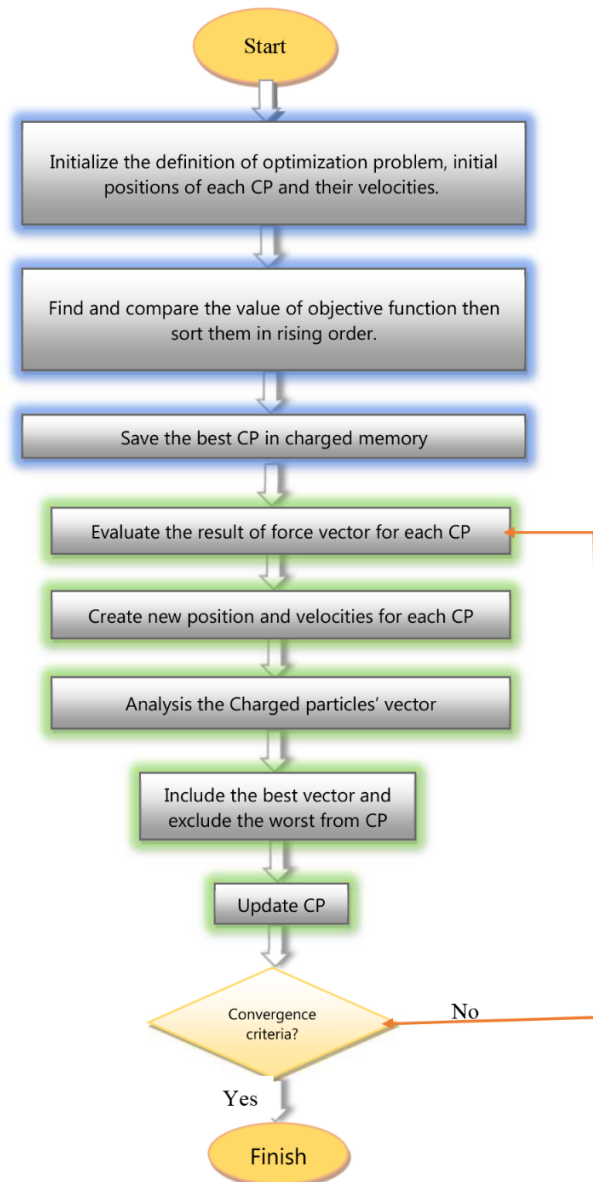 Start
Initialize the definition of optimization problem, initial
positions of each CP and their velocities.
Find and compare the value of objective function then
sort them in rising order.
Save the best CP in charged memory
Evaluate the result of force vector for each CP
Create new position and velocities for each CP
Analysis the Charged particles’ vector
Include the best vector and
exclude the worst from CP
Update CP
Convergence
criteria?
No
Yes
Finish